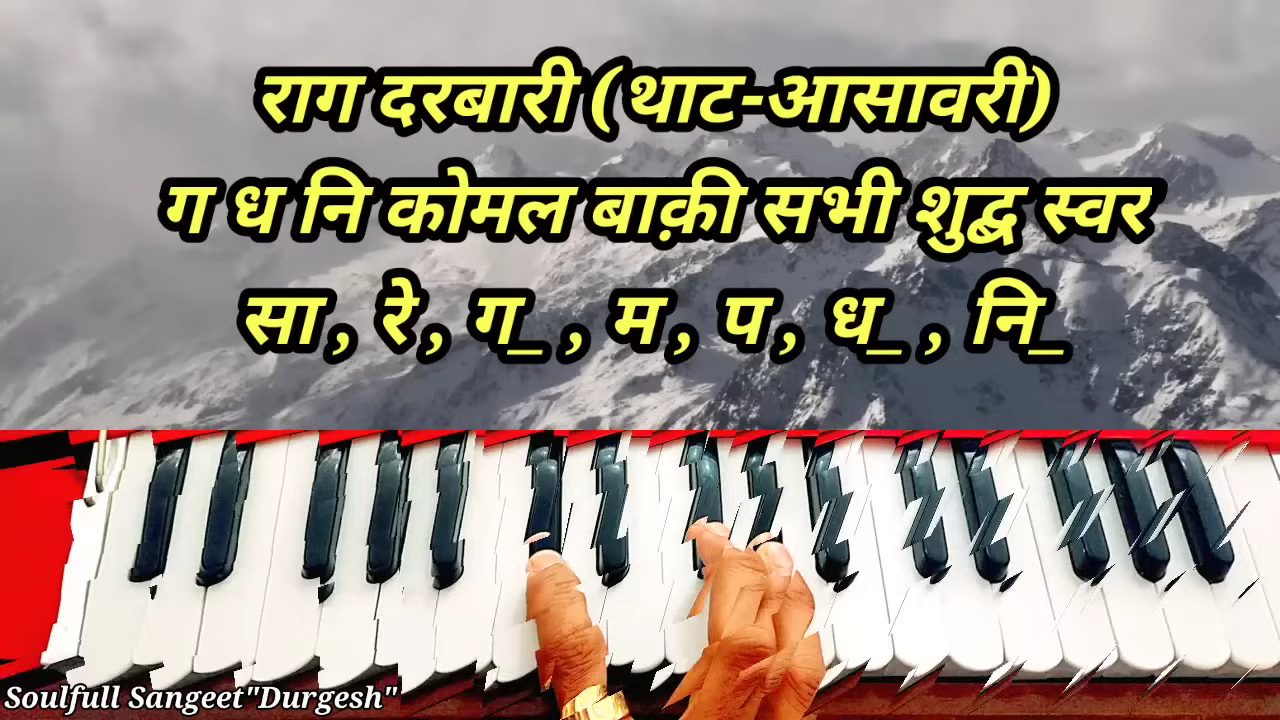 राग दरबारी ( थाट-आसावरी)
ग ध नि कोमल बाक़ी सभी शुद्ब स्वर
सा , रे , ग_ , म , प , ध_ , नि_
Soulfull Sangeet"Durgesh"